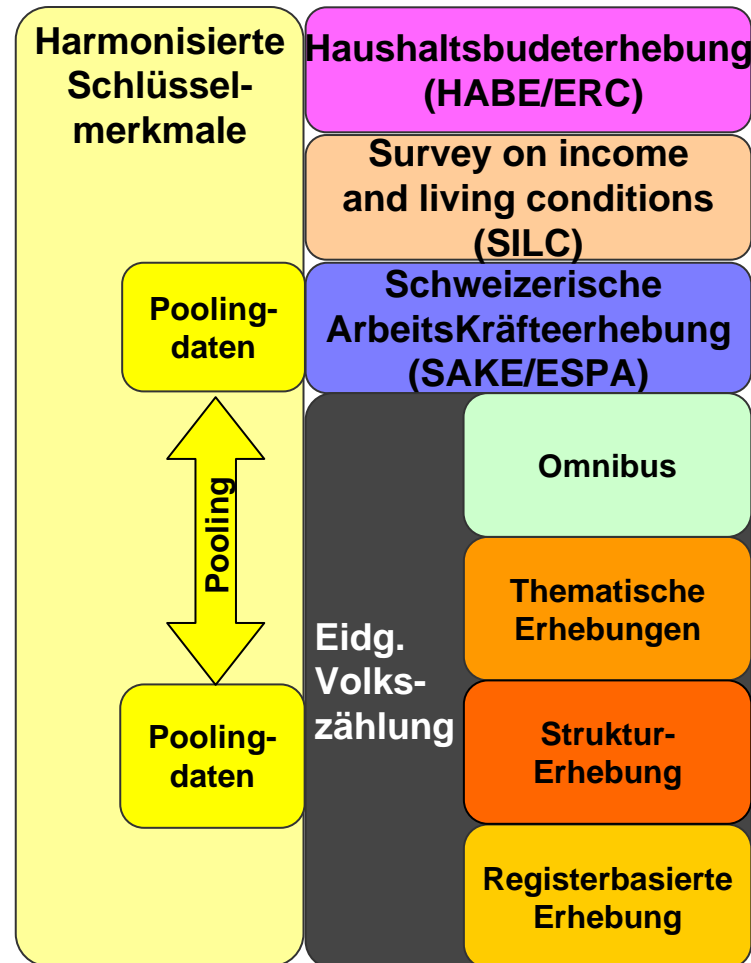 Harmonisierte
Schlüssel-
merkmale
Haushaltsbudeterhebung
(HABE/ERC)
Survey on income
and living conditions
(SILC)
Pooling-
daten
Schweizerische
ArbeitsKräfteerhebung
(SAKE/ESPA)
Pooling
Pooling-
daten
Eidg.
Volks-
zählung
Omnibus
Thematische
Erhebungen
Struktur-
Erhebung
Registerbasierte
Erhebung